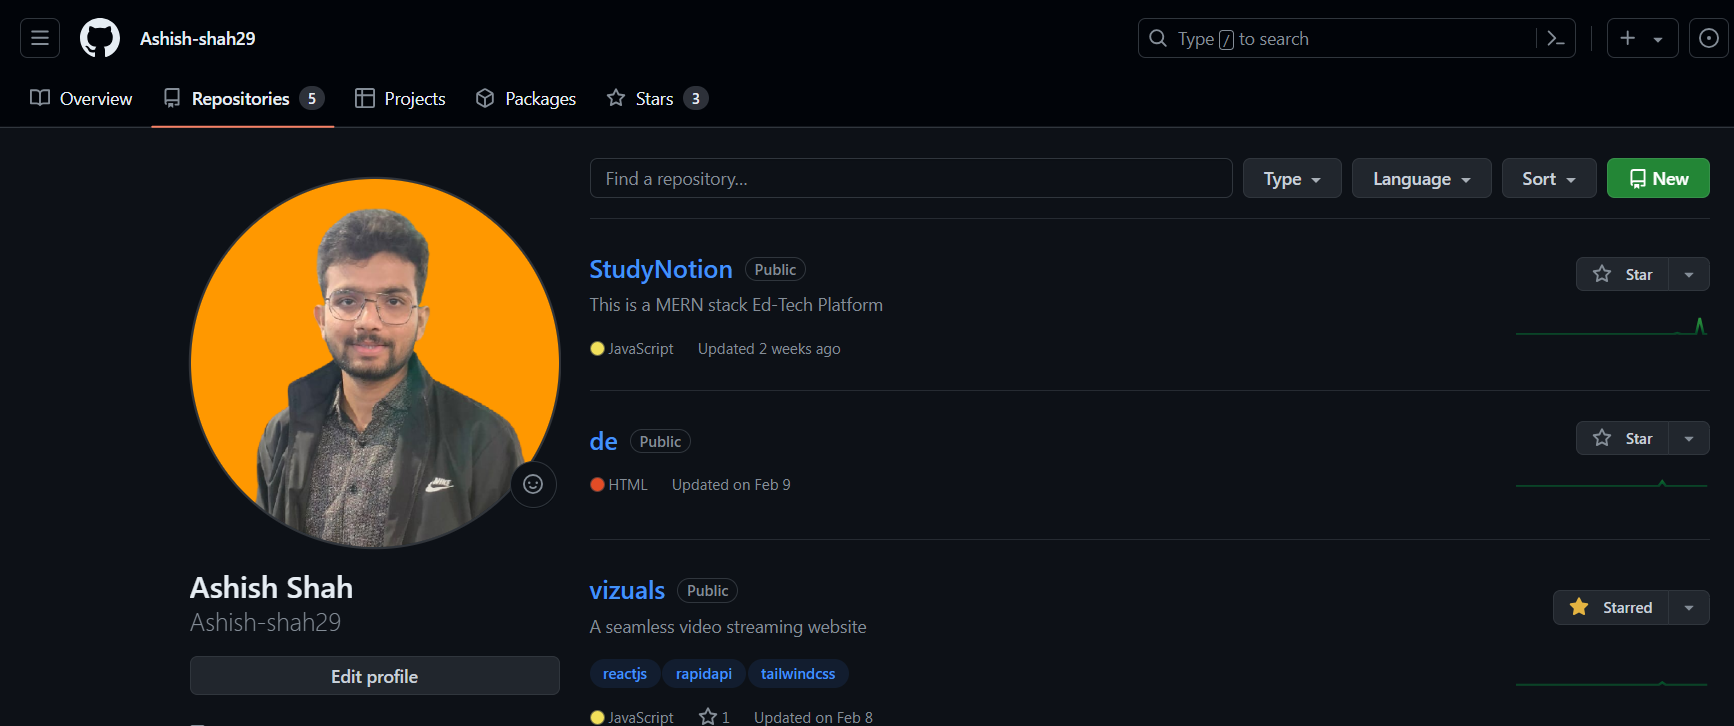 Ashish-shah29
Type / to search
Overview
Repositories 5
Projects
Packages
Stars 3
Find a repository...
Type
Language
Sort
New
StudyNotion Public
Star
This is a MERN stack Ed-Tech Platform
JavaScript Updated 2 weeks ago
de Public
Star
HTML Updated on Feb 9
vizuals Public
Starred
A seamless video streaming website
reactjs rapidapi tailwindcss
JavaScript 1 Updated on Feb 8
NIKE
Ashish Shah
Ashish-shah29
Edit profile